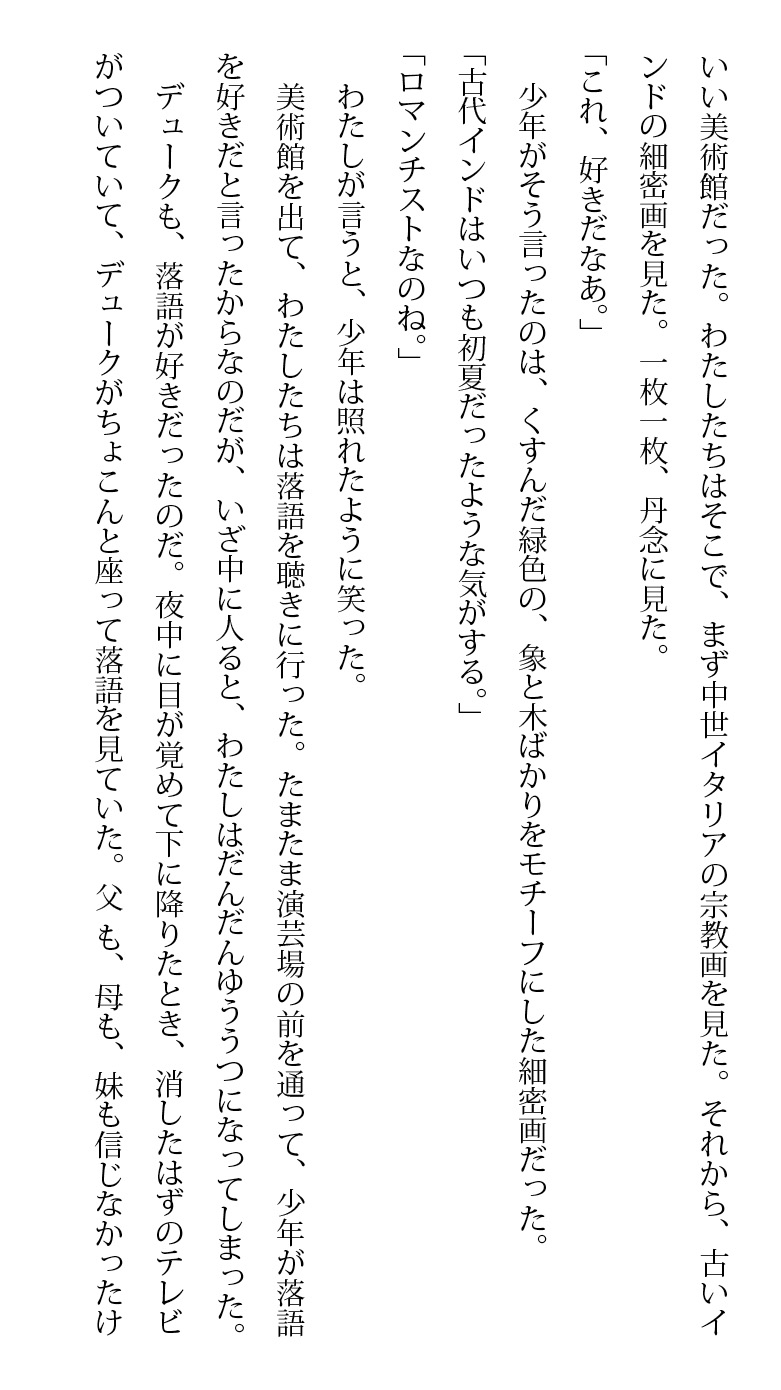 いい美術館だった。わたしたちはそこで、まず中世イタリアの宗教画を見た。それから、古いイ
ンドの細密画を見た。一枚一枚、丹念に見た。
「これ、好きだなあ。」
少年がそう言ったのは、くすんだ緑色の、象と木ばかりをモチーフにした細密画だった。
「古代インドはいつも初夏だったような気がする。」
「ロマンチストなのね。」
わたしが言うと、少年は照れたように笑った。
美術館を出て、わたしたちは落語を聴きに行った。たまたま演芸場の前を通って、少年が落語
を好きだと言ったからなのだが、いざ中に人ると、わたしはだんだんゆううつになってしまった。
デュークも、落語が好きだったのだ。夜中に目が覚めて下に降りたとき、消したはずのテレビ
がついていて、デュークがちょこんと座って落語を見ていた。父も、母も、妹も信じなかったけ